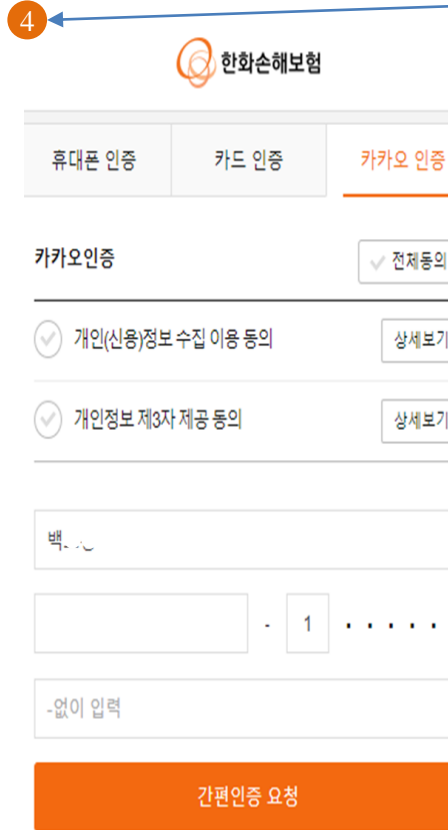 4
한화손해보험
휴대폰 인증 카드 인증 카카오 인증
카카오인증 전체동의
개인(신용)정보 수집 이용 동의 상세보기
개인정보 제3자 제공 동의 상세보기
백
- 1 • • • • •
-없이 입력
간편인증 요청